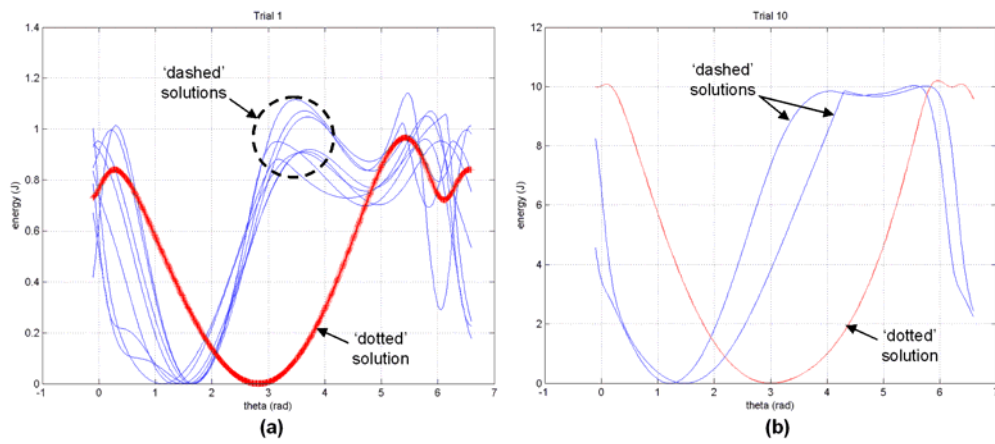 Trial 1
1.4
1.2
1
0.8
0.6
0.4
0.2
0
energy (J)
-1
0
1
2
3
4
5
6
7
theta (rad)
'dashed'
solutions
'dotted'
solution
(a)
Trial 10
12
10
8
6
4
2
0
energy (J)
-1
0
1
2
3
4
5
6
7
theta (rad)
'dashed'
solutions
'dotted'
solution
(b)